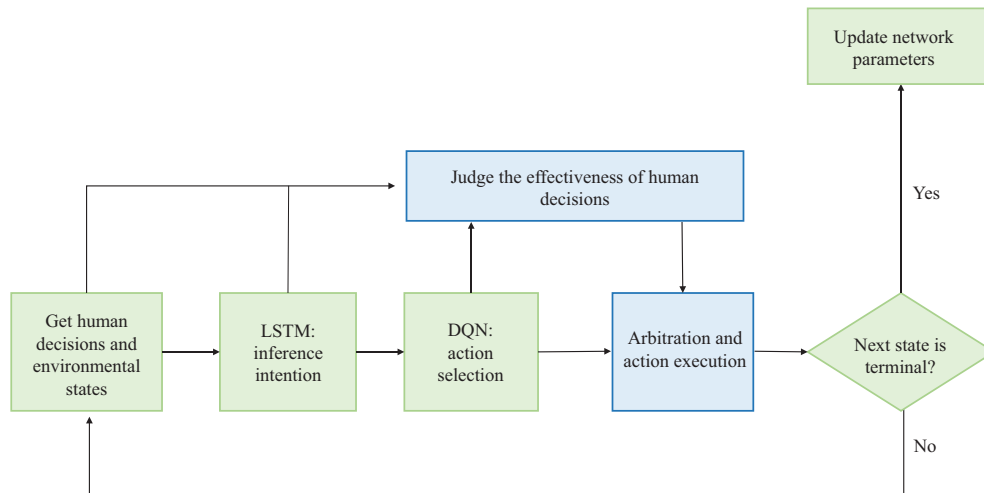 Update network
parameters
Judge the effectiveness of human
decisions
Yes
Get human
decisions and
environmental
states
LSTM:
inference
intention
DQN:
action
selection
Arbitration and
action execution
Next state is
terminal?
No